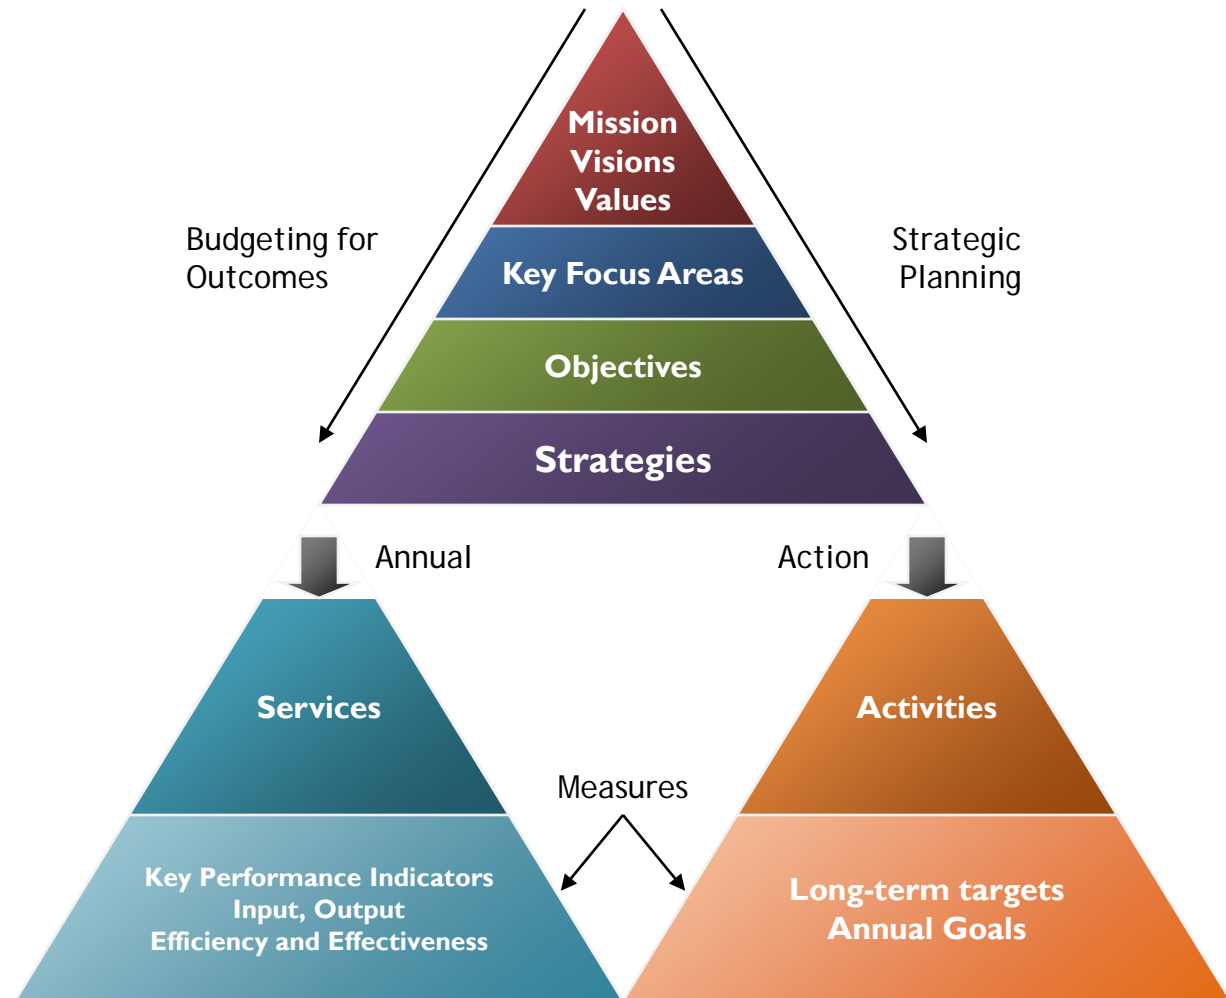 Mission
Visions
Values
Budgeting for
Outcomes
Strategic
Planning
Key Focus Areas
Objectives
Strategies
Annual
Action
Services
Activities
Measures
Key Performance Indicators
Input, Output
Efficiency and Effectiveness
Long-term targets
Annual Goals